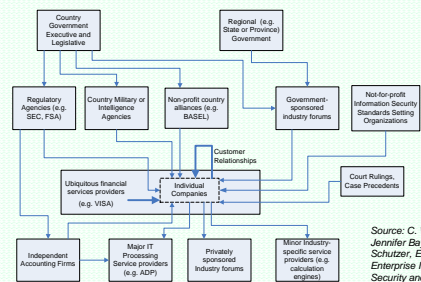 Country
Government
Executive and
Legislative
Regional (e.g.
State or Province)
Government
Regulatory
Agencies (e.g.
SEC, FSA)
Country Military or
Intelligence
Agencies
Non-profit country
alliances (e.g.
BASEL)
Government-
sponsored
industry forums
Not-for-profit
Information Security
Standards Setting
Organizations
Customer
Relationships
Ubiquitous financial
services providers
(e.g. VISA)
Individual
Companies
Court Rulings,
Case Precedents
Independent
Accounting Firms
Major IT
Processing
Service providers
(e.g. ADP)
Privately
sponsored
Industry forums
Minor Industry-
specific service
providers (e.g.
calculation
engines)
Source: C.
Jennifer Ba
Schutzer, E
Enterprise I
Security and